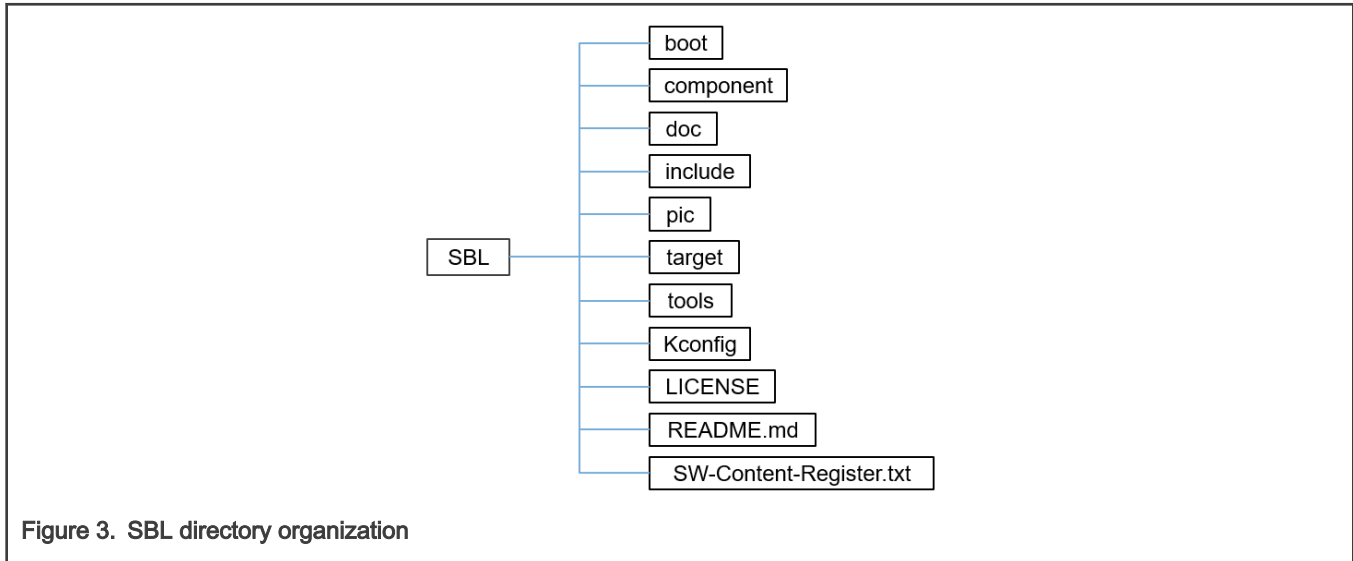 boot
component
doc
include
pic
SBL
target
tools
Kconfig
LICENSE
README.md
SW-Content-Register.txt
Figure 3. SBL directory organization